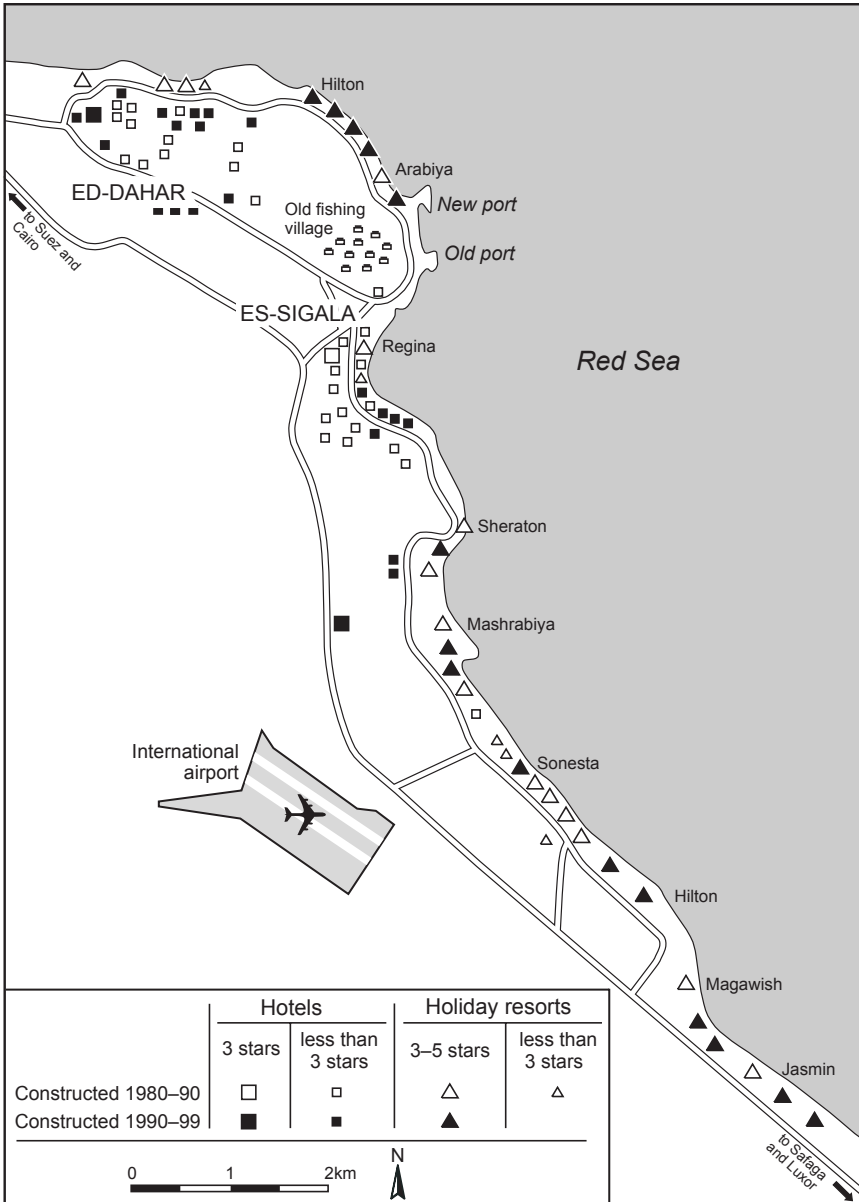 Hilton
Arabiya
New port
ED-DAHAR
Old fishing
village
to Suez and
Cairo
Old port
ES-SIGALA
Regina
Red Sea
Sheraton
Mashrabiya
International
airport
Sonesta
Hilton
Magawish
Jasmin
to Safaga
and Luxor
Hotels
Holiday resorts
3 stars
less than
3 stars
3–5 stars
less than
3 stars
Constructed 1980–90
Constructed 1990–99
N
0 1 2km